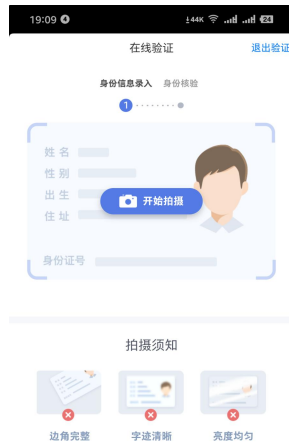 19:09 44K 24
在线验证 退出验证
身份信息录入 身份核验
1
姓名
性别
出生
开始拍摄
住址
身份证号
拍摄须知
边角完整 字迹清晰 亮度均匀